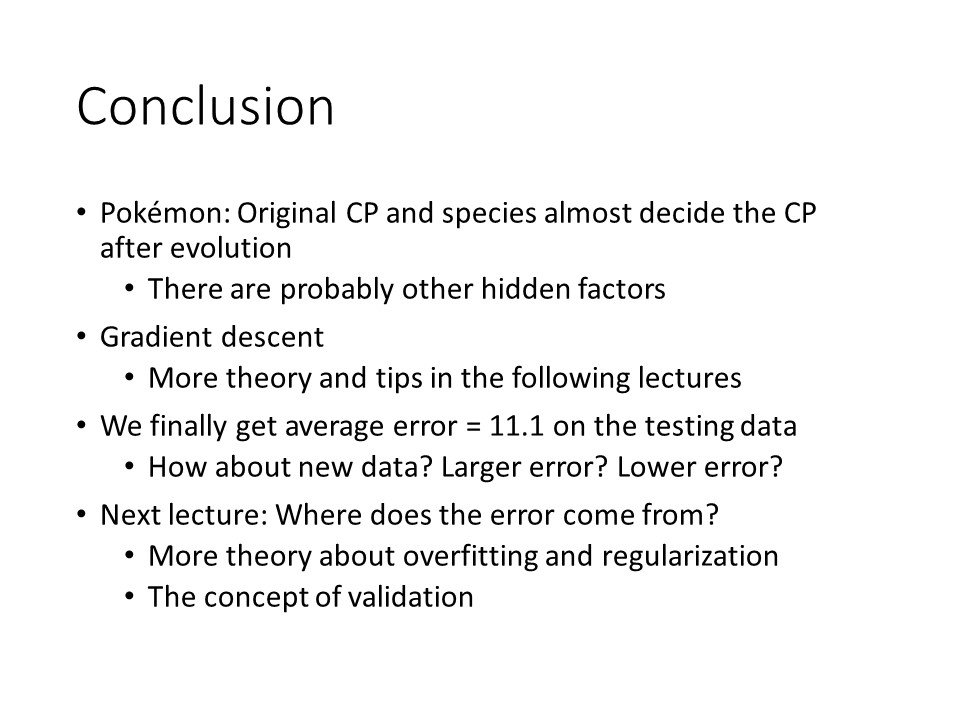 Conclusion
• Pokémon: Original CP and species almost decide the CP
after evolution
• There are probably other hidden factors
• Gradient descent
• More theory and tips in the following lectures
• We finally get average error = 11.1 on the testing data
• How about new data? Larger error? Lower error?
• Next lecture: Where does the error come from?
• More theory about overfitting and regularization
• The concept of validation